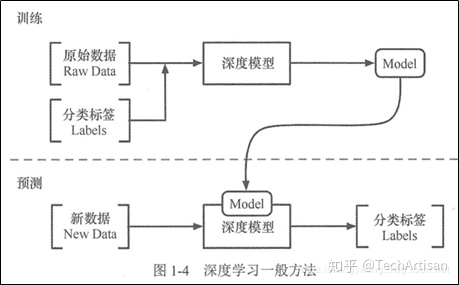 训练
原始数据
Raw Data
深度模型
Model
分类标签
Labels
预测
新数据
New Data
Model
深度模型
分类标签
Labels
图 1-4 深度学习一般方法
知乎 @TechArtisan